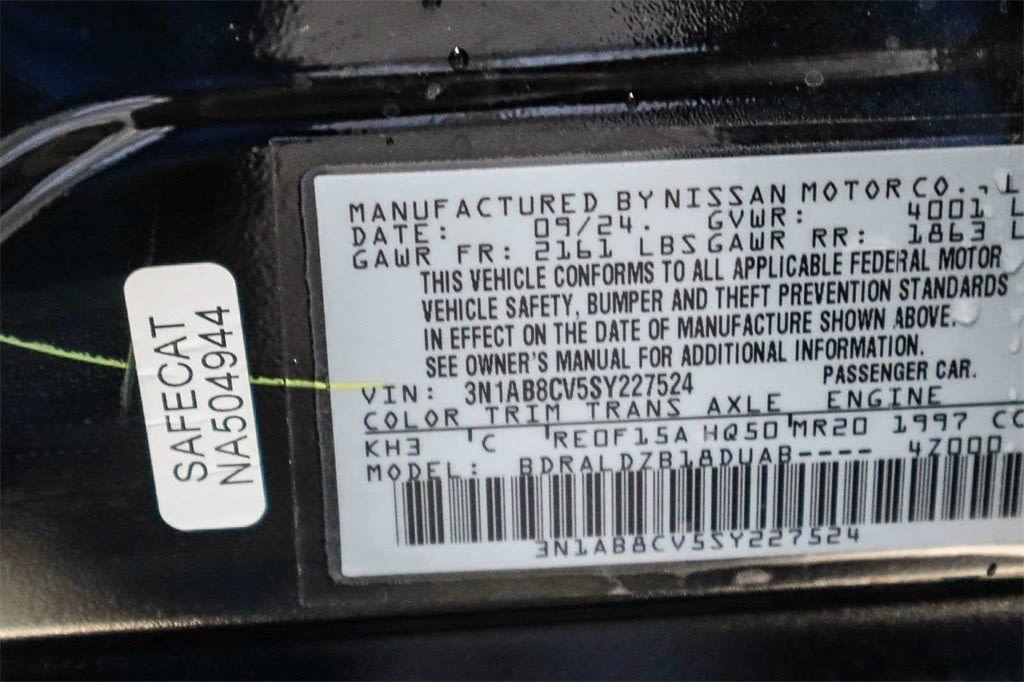 SAFECAT
NA504944
MANUFACTURED BY NISSAN MOTOR CO., L
DATE: 09/24. GVWR: 4001 L
GAWR FR: 2161 LBS GAWR RR: 1863 L
THIS VEHICLE CONFORMS TO ALL APPLICABLE FEDERAL MOTOR
VEHICLE SAFETY, BUMPER AND THEFT PREVENTION STANDARDS
IN EFFECT ON THE DATE OF MANUFACTURE SHOWN ABOVE.
SEE OWNER'S MANUAL FOR ADDITIONAL INFORMATION.
VIN: 3N1AB8CV5SY227524 PASSENGER CAR.
COLOR TRIM TRANS AXLE ENGINE
KH3 C RE0F15A HQ50 MR20 1997 CC
MODEL: BDRALDZB18DUAB---- 4Z000
3N1AB8CV5SY227524